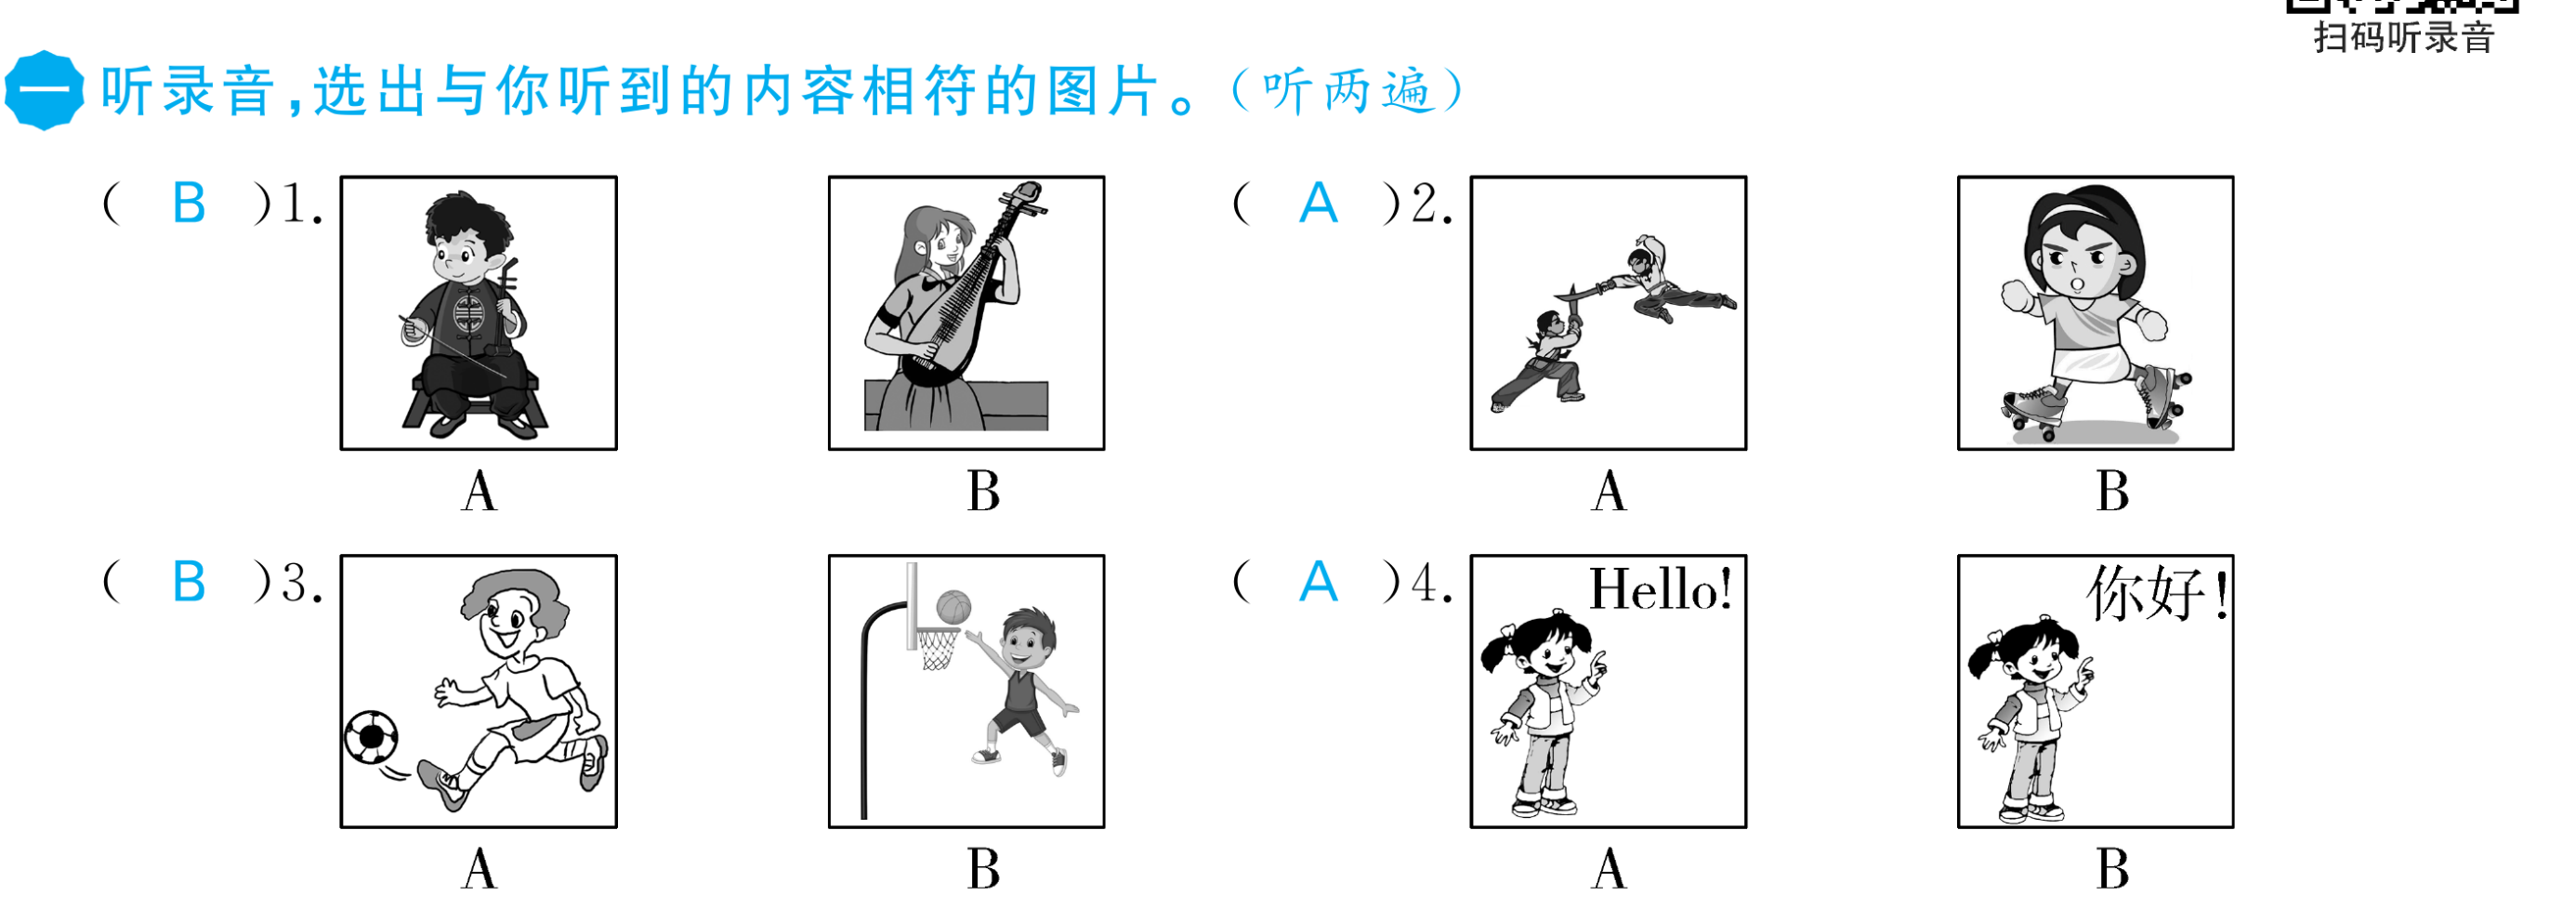 扫码听录音
一 听录音,选出与你听到的内容相符的图片。(听两遍)
( B )1. ( A )2.
A B A B
( B )3. ( A )4. Hello! 你好!
A B A B